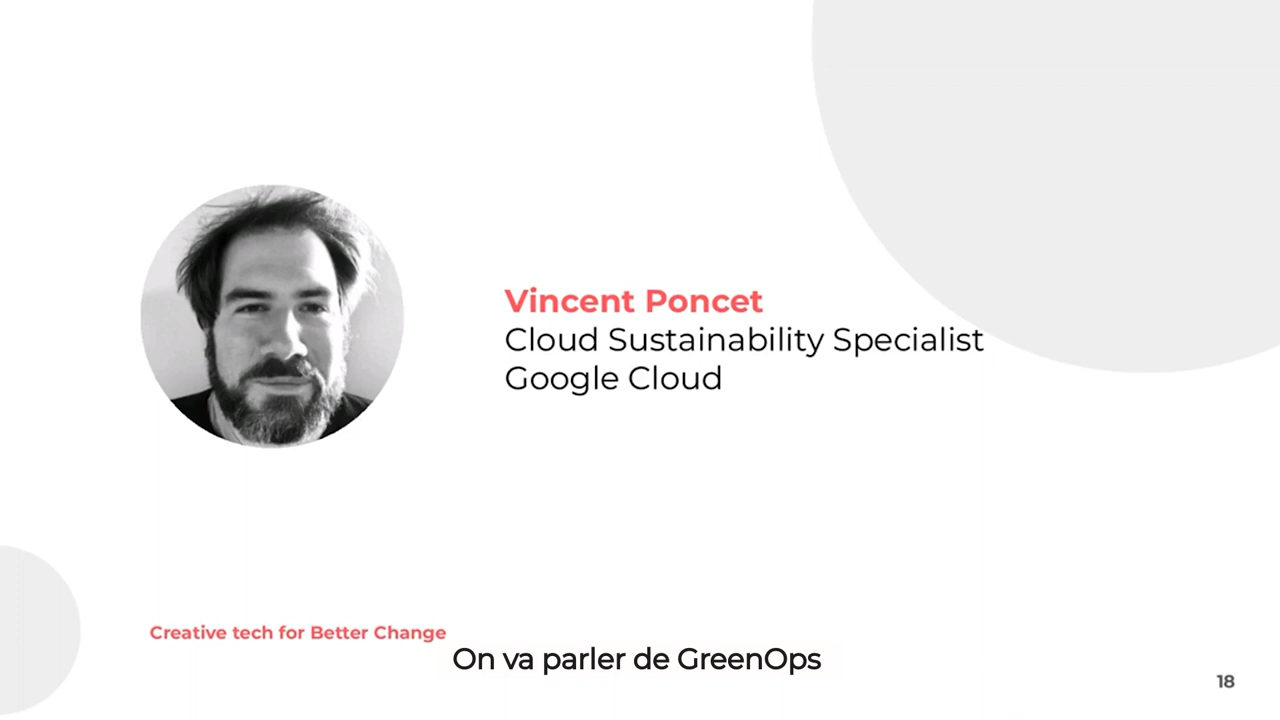 Vincent Poncet
Cloud Sustainability Specialist
Google Cloud
Creative tech for Better Change
On va parler de GreenOps
18